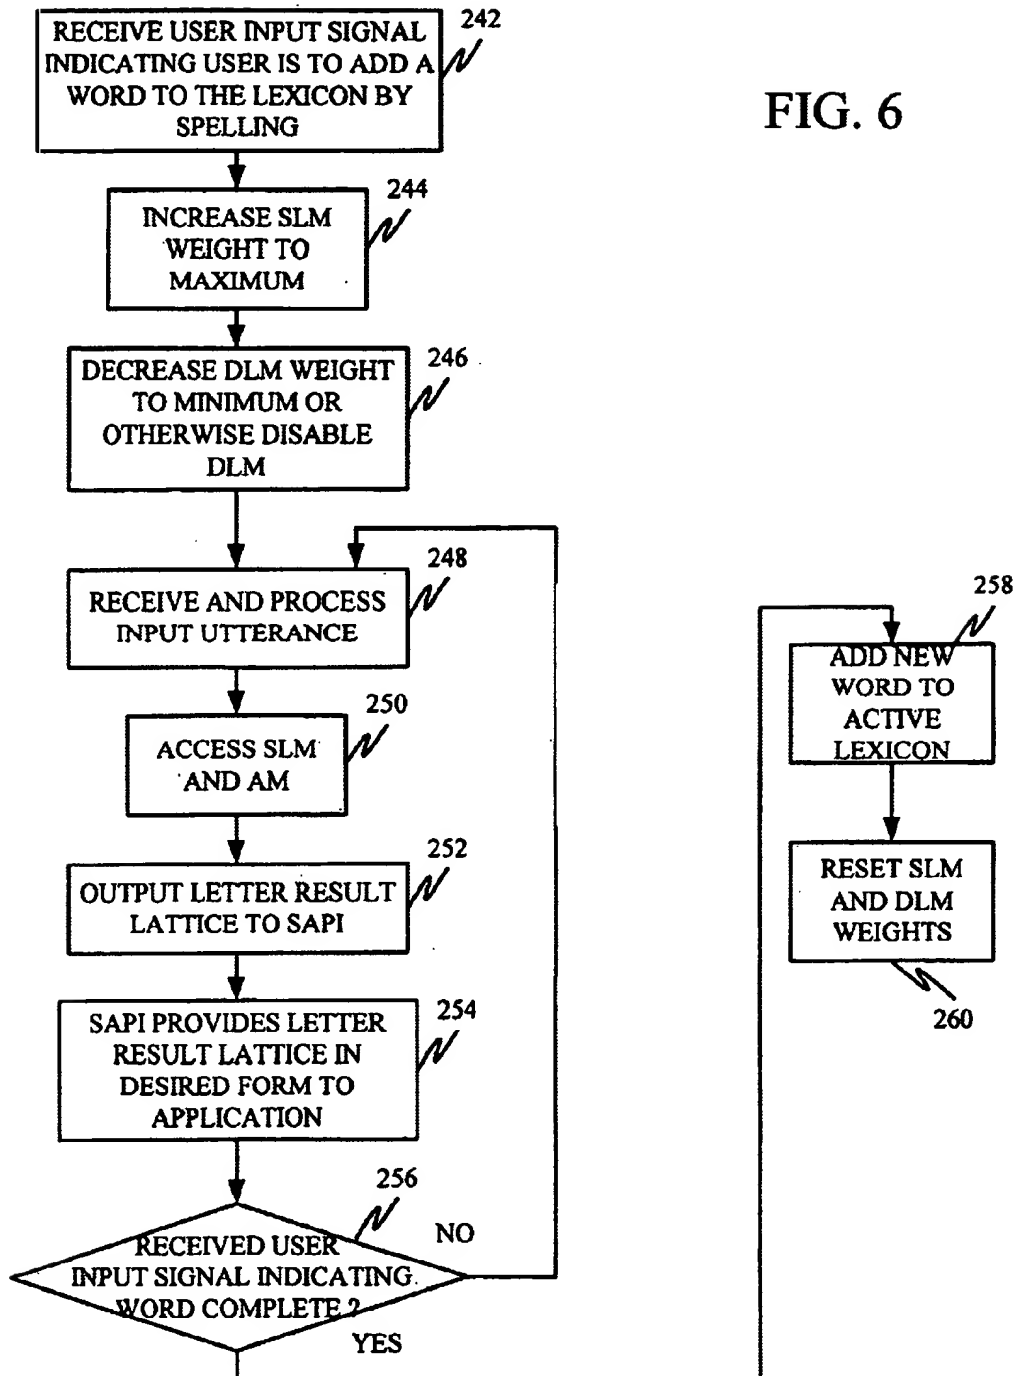 242
RECEIVE USER INPUT SIGNAL
INDICATING USER IS TO ADD A
WORD TO THE LEXICON BY
SPELLING
FIG. 6
244
INCREASE SLM
WEIGHT TO
MAXIMUM
246
DECREASE DLM WEIGHT
TO MINIMUM OR
OTHERWISE DISABLE
DLM
248
RECEIVE AND PROCESS
INPUT UTTERANCE
250
ACCESS SLM
AND AM
252
OUTPUT LETTER RESULT
LATTICE TO SAPI
254
SAPI PROVIDES LETTER
RESULT LATTICE IN
DESIRED FORM TO
APPLICATION
256
RECEIVED USER
INPUT SIGNAL INDICATING
WORD COMPLETE ?
NO
YES
258
ADD NEW
WORD TO
ACTIVE
LEXICON
RESET SLM
AND DLM
WEIGHTS
260